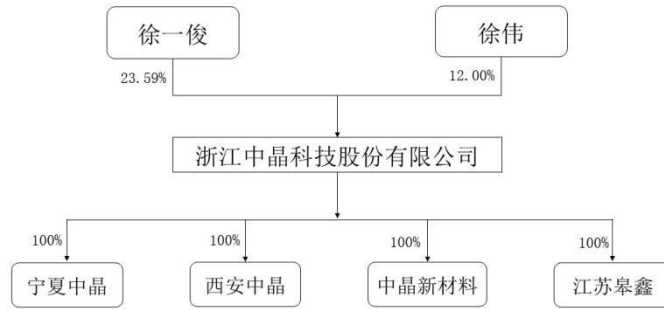 徐一俊
徐伟
23.59%
12.00%
浙江中晶科技股份有限公司
100%
100%
100%
100%
宁夏中晶
西安中晶
中晶新材料
江苏皋鑫